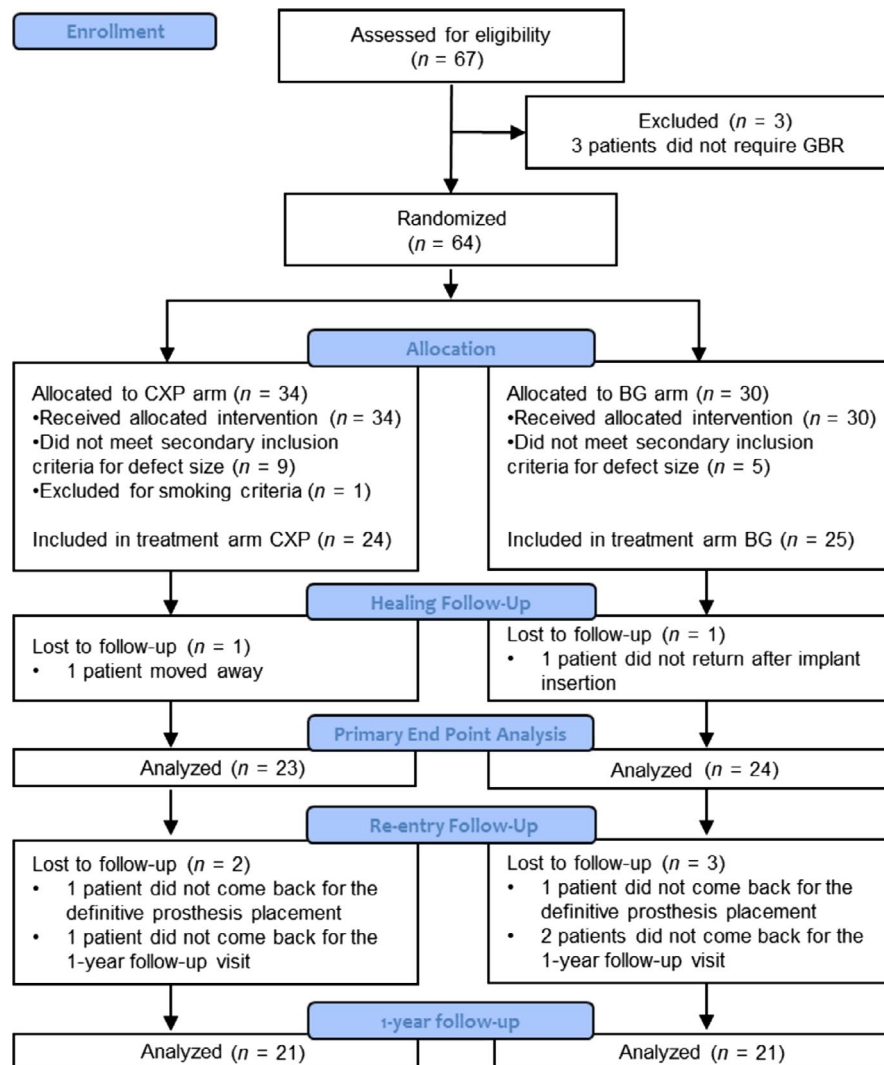 Enrollment
Assessed for eligibility
(n = 67)
Excluded (n = 3)
3 patients did not require GBR
Randomized
(n = 64)
Allocation
Allocated to CXP arm (n = 34)
•Received allocated intervention (n = 34)
•Did not meet secondary inclusion
criteria for defect size (n = 9)
•Excluded for smoking criteria (n = 1)
Included in treatment arm CXP (n = 24)
Allocated to BG arm (n = 30)
•Received allocated intervention (n = 30)
•Did not meet secondary inclusion
criteria for defect size (n = 5)
Included in treatment arm BG (n = 25)
Healing Follow-Up
Lost to follow-up (n = 1)
• 1 patient moved away
Lost to follow-up (n = 1)
• 1 patient did not return after implant
insertion
Primary End Point Analysis
Analyzed (n = 23)
Analyzed (n = 24)
Re-entry Follow-Up
Lost to follow-up (n = 2)
• 1 patient did not come back for the
definitive prosthesis placement
• 1 patient did not come back for the
1-year follow-up visit
Lost to follow-up (n = 3)
• 1 patient did not come back for the
definitive prosthesis placement
• 2 patients did not come back for the
1-year follow-up visit
1-year follow-up
Analyzed (n = 21)
Analyzed (n = 21)